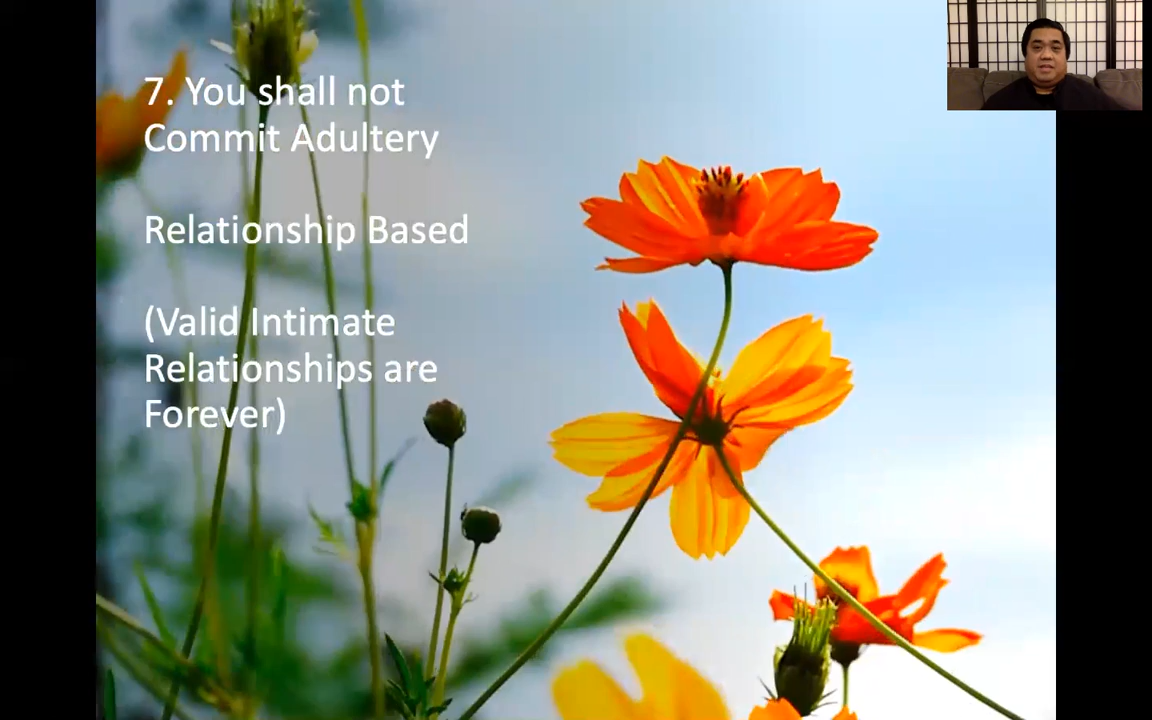 7. You shall not
Commit Adultery
Relationship Based
(Valid Intimate
Relationships are
Forever)